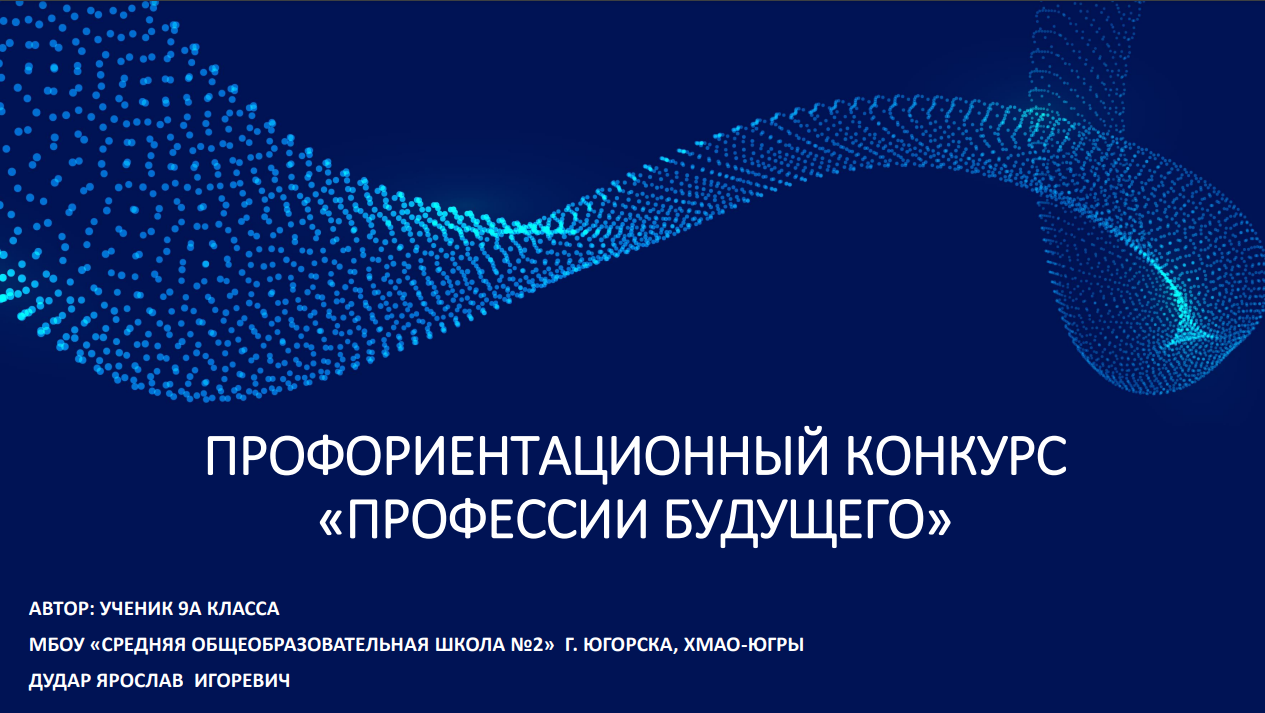 ПРОФОРИЕНТАЦИОННЫЙ КОНКУРС
«ПРОФЕССИИ БУДУЩЕГО»
АВТОР: УЧЕНИК 9А КЛАССА
МБОУ «СРЕДНЯЯ ОБЩЕОБРАЗОВАТЕЛЬНАЯ ШКОЛА №2» Г. ЮГОРСКА, ХМАО-ЮГРЫ
ДУДАР ЯРОСЛАВ ИГОРЕВИЧ